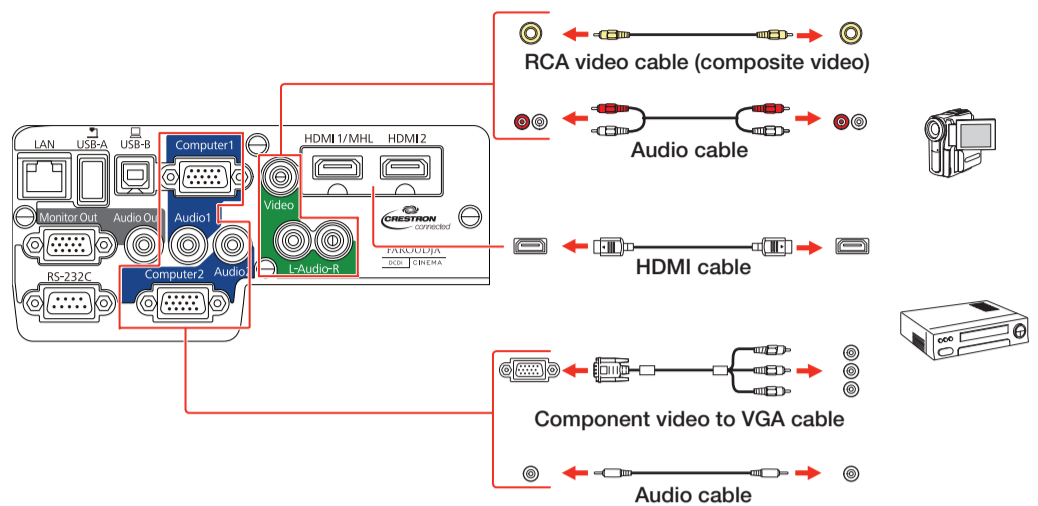 RCA video cable (composite video)
Audio cable
LAN
USB-A
USB-B
Computer1
HDMI 1/MHL
HDMI 2
Video
Monitor Out
Audio Out
Audio1
CRESTRON
connected
FAROUDJA
DCDi CINEMA
HDMI cable
RS-232C
Computer2
Audio2
L-Audio-R
Component video to VGA cable
Audio cable